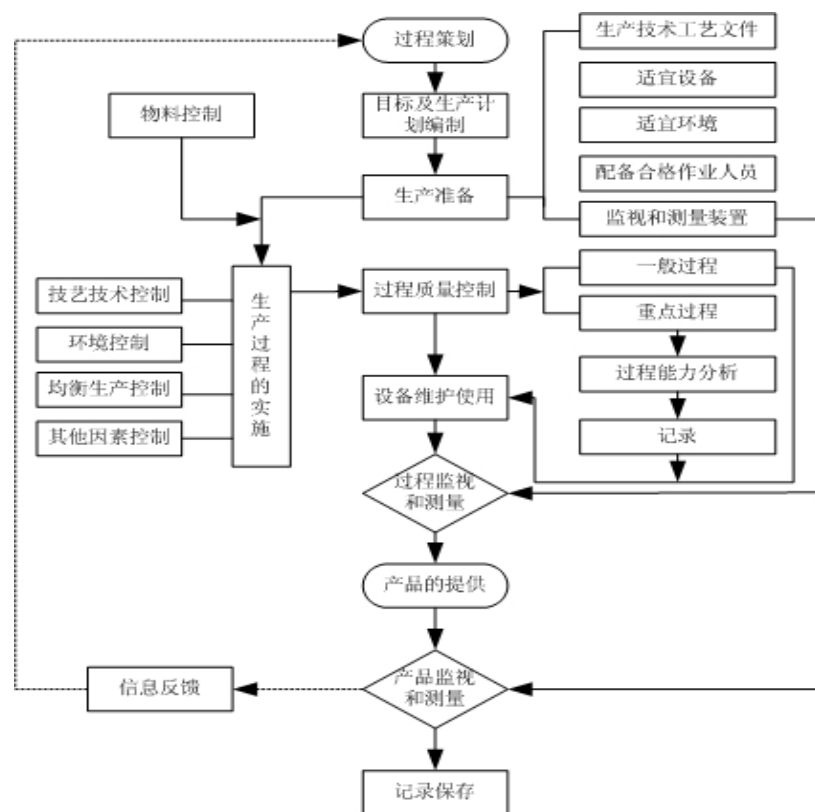 过程策划
生产技术工艺文件
适宜设备
目标及生产计
划编制
物料控制
适宜环境
配备合格作业人员
生产准备
监视和测量装置
一般过程
技艺技术控制
生
产
过
程
的
实
施
过程质量控制
重点过程
环境控制
过程能力分析
均衡生产控制
设备维护使用
其他因素控制
记录
过程监视
和测量
产品的提供
信息反馈
产品监视
和测量
记录保存